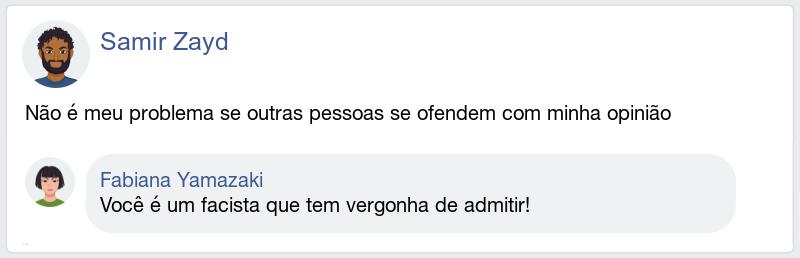 Samir Zayd
Não é meu problema se outras pessoas se ofendem com minha opinião
Fabiana Yamazaki
Você é um facista que tem vergonha de admitir!